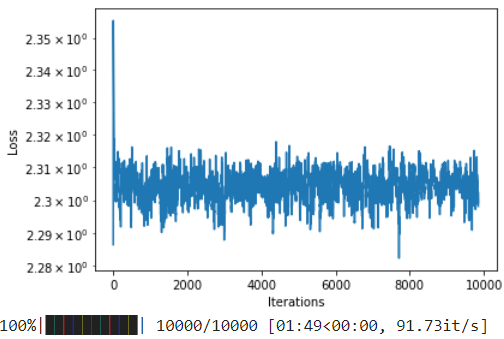 2.35 × 10⁰
2.34 × 10⁰
2.33 × 10⁰
2.32 × 10⁰
2.31 × 10⁰
2.3 × 10⁰
2.29 × 10⁰
2.28 × 10⁰
Loss
0 2000 4000 6000 8000 10000
Iterations
100%| | 10000/10000 [01:49<00:00, 91.73it/s]